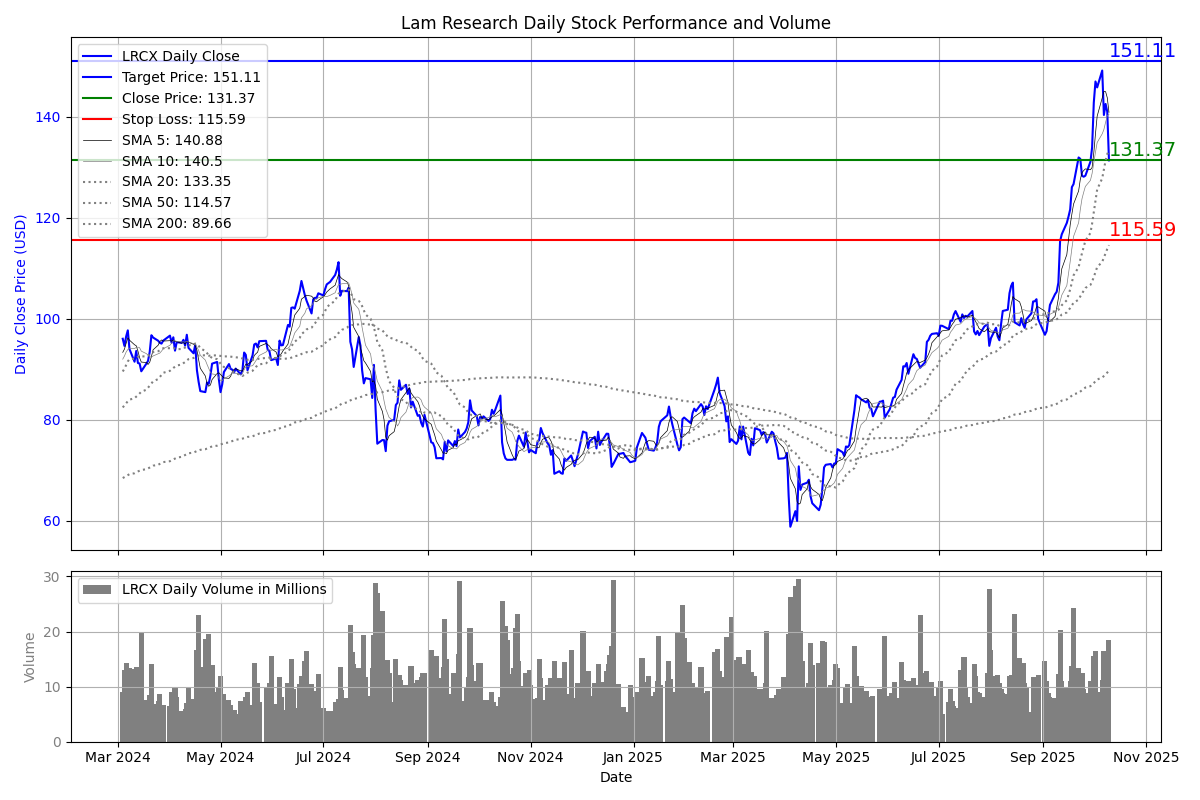 Lam Research Daily Stock Performance and Volume
LRCX Daily Close
Target Price: 151.11
Close Price: 131.37
Stop Loss: 115.59
SMA 5: 140.88
SMA 10: 140.5
SMA 20: 133.35
SMA 50: 114.57
SMA 200: 89.66
151.11
131.37
115.59
Daily Close Price (USD)
140
120
100
80
60
LRCX Daily Volume in Millions
Volume
30
20
10
0
Mar 2024 May 2024 Jul 2024 Sep 2024 Nov 2024 Jan 2025 Mar 2025 May 2025 Jul 2025 Sep 2025 Nov 2025
Date